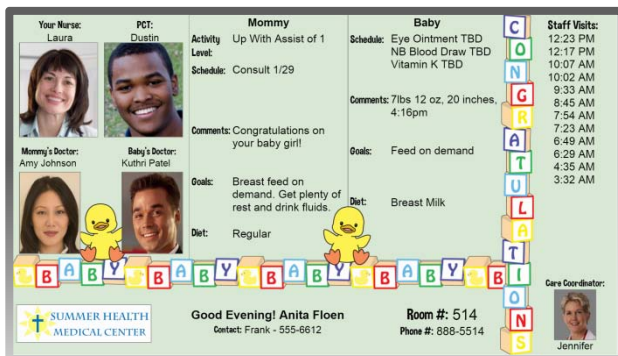 Your Nurse:
Laura
PCT:
Dustin
Mommy's Doctor:
Amy Johnson
Baby's Doctor:
Kuthri Patel
Mommy
Activity Level: Up With Assist of 1
Schedule: Consult 1/29
Comments: Congratulations on
your baby girl!
Goals: Breast feed on
demand. Get plenty of
rest and drink fluids.
Diet: Regular
Baby
Schedule: Eye Ointment TBD
NB Blood Draw TBD
Vitamin K TBD
Comments: 7lbs 12 oz, 20 inches,
4:16pm
Goals: Feed on demand
Diet: Breast Milk
CONGRATULATIONS
Staff Visits:
12:23 PM
12:17 PM
10:07 AM
10:02 AM
9:33 AM
8:45 AM
7:54 AM
7:23 AM
6:49 AM
6:29 AM
4:35 AM
3:32 AM
BABY BABY BABY BABY
SUMMER HEALTH
MEDICAL CENTER
Good Evening! Anita Floen
Contact: Frank - 555-6612
Room #: 514
Phone #: 888-5514
Care Coordinator:
Jennifer